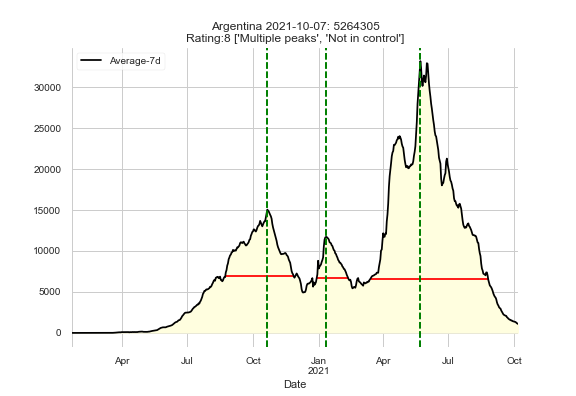 Argentina 2021-10-07: 5264305
Rating:8 ['Multiple peaks', 'Not in control']
Average-7d
30000
25000
20000
15000
10000
5000
0
Apr Jul Oct Jan Apr Jul Oct
2021
Date